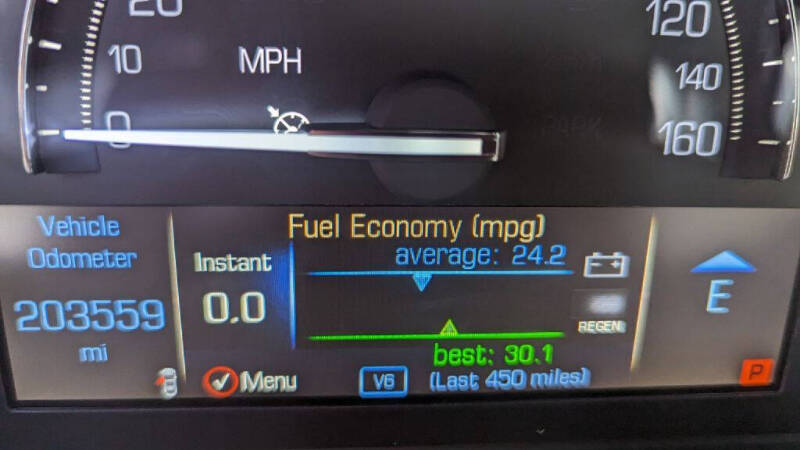 20
120
10
MPH
140
0
PARK
160
Vehicle
Odometer
203559
mi
Instant
0.0
Fuel Economy (mpg)
average: 24.2
REGEN
best: 30.1
(Last 450 miles)
Menu
V6
E
P